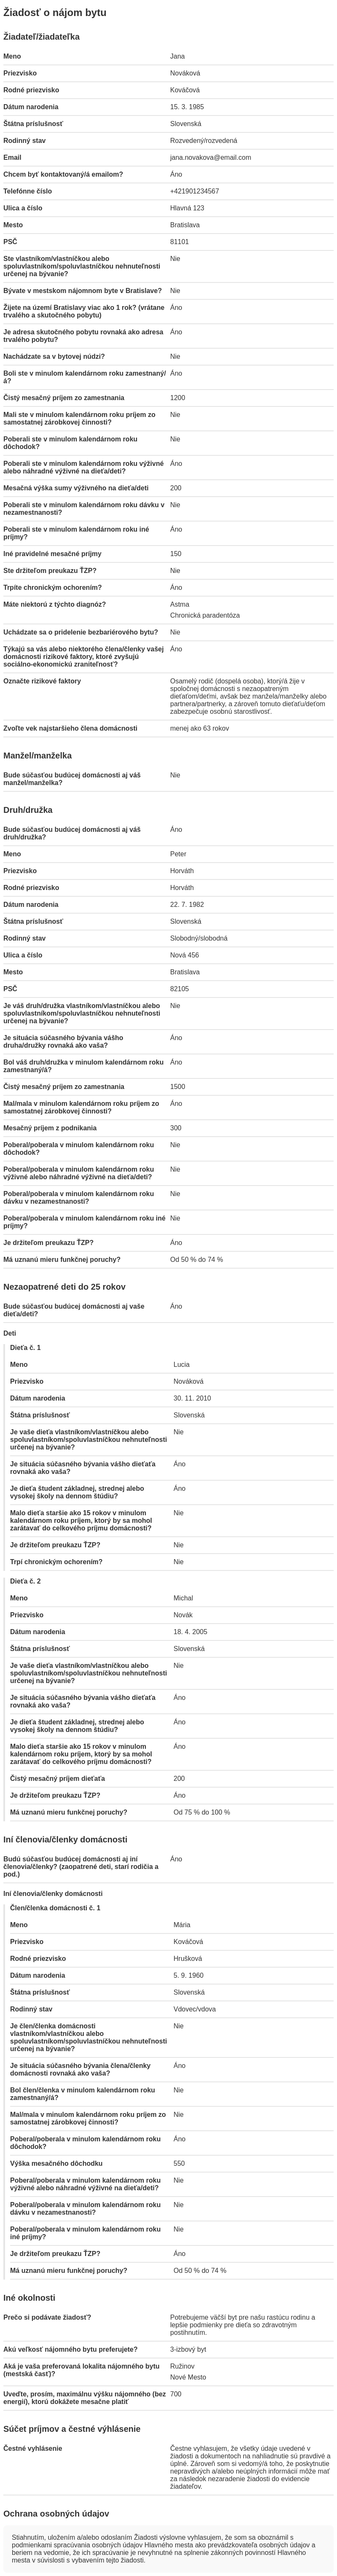 Žiadosť o nájom bytu
Žiadateľ/žiadateľka
Meno Jana
Priezvisko Nováková
Rodné priezvisko Kováčová
Dátum narodenia 15. 3. 1985
Štátna príslušnosť Slovenská
Rodinný stav Rozvedený/rozvedená
Email jana.novakova@email.com
Chcem byť kontaktovaný/á emailom? Áno
Telefónne číslo +421901234567
Ulica a číslo Hlavná 123
Mesto Bratislava
PSČ 81101
Ste vlastníkom/vlastníčkou alebo Nie
spoluvlastníkom/spoluvlastníčkou nehnuteľnosti
určenej na bývanie?
Bývate v mestskom nájomnom byte v Bratislave? Nie
Žijete na území Bratislavy viac ako 1 rok? (vrátane Áno
trvalého a skutočného pobytu)
Je adresa skutočného pobytu rovnaká ako adresa Áno
trvalého pobytu?
Nachádzate sa v bytovej núdzi? Nie
Boli ste v minulom kalendárnom roku zamestnaný/ Áno
á?
Čistý mesačný príjem zo zamestnania 1200
Mali ste v minulom kalendárnom roku príjem zo Nie
samostatnej zárobkovej činnosti?
Poberali ste v minulom kalendárnom roku Nie
dôchodok?
Poberali ste v minulom kalendárnom roku výživné Áno
alebo náhradné výživné na dieťa/deti?
Mesačná výška sumy výživného na dieťa/deti 200
Poberali ste v minulom kalendárnom roku dávku v Nie
nezamestnanosti?
Poberali ste v minulom kalendárnom roku iné Áno
príjmy?
Iné pravidelné mesačné príjmy 150
Ste držiteľom preukazu ŤZP? Nie
Trpíte chronickým ochorením? Áno
Máte niektorú z týchto diagnóz? Astma
Chronická paradentóza
Uchádzate sa o pridelenie bezbariérového bytu? Nie
Týkajú sa vás alebo niektorého člena/členky vašej Áno
domácnosti rizikové faktory, ktoré zvyšujú
sociálno-ekonomickú zraniteľnosť?
Označte rizikové faktory Osamelý rodič (dospelá osoba), ktorý/á žije v
spoločnej domácnosti s nezaopatreným
dieťaťom/deťmi, avšak bez manžela/manželky alebo
partnera/partnerky, a zároveň tomuto dieťaťu/deťom
zabezpečuje osobnú starostlivosť.
Zvoľte vek najstaršieho člena domácnosti menej ako 63 rokov
Manžel/manželka
Bude súčasťou budúcej domácnosti aj váš Nie
manžel/manželka?
Druh/družka
Bude súčasťou budúcej domácnosti aj váš Áno
druh/družka?
Meno Peter
Priezvisko Horváth
Rodné priezvisko Horváth
Dátum narodenia 22. 7. 1982
Štátna príslušnosť Slovenská
Rodinný stav Slobodný/slobodná
Ulica a číslo Nová 456
Mesto Bratislava
PSČ 82105
Je váš druh/družka vlastníkom/vlastníčkou alebo Nie
spoluvlastníkom/spoluvlastníčkou nehnuteľnosti
určenej na bývanie?
Je situácia súčasného bývania vášho Áno
druha/družky rovnaká ako vaša?
Bol váš druh/družka v minulom kalendárnom roku Áno
zamestnaný/á?
Čistý mesačný príjem zo zamestnania 1500
Mal/mala v minulom kalendárnom roku príjem zo Áno
samostatnej zárobkovej činnosti?
Mesačný príjem z podnikania 300
Poberal/poberala v minulom kalendárnom roku Nie
dôchodok?
Poberal/poberala v minulom kalendárnom roku Nie
výživné alebo náhradné výživné na dieťa/deti?
Poberal/poberala v minulom kalendárnom roku Nie
dávku v nezamestnanosti?
Poberal/poberala v minulom kalendárnom roku iné Nie
príjmy?
Je držiteľom preukazu ŤZP? Áno
Má uznanú mieru funkčnej poruchy? Od 50 % do 74 %
Nezaopatrené deti do 25 rokov
Bude súčasťou budúcej domácnosti aj vaše Áno
dieťa/deti?
Deti
Dieťa č. 1
Meno Lucia
Priezvisko Nováková
Dátum narodenia 30. 11. 2010
Štátna príslušnosť Slovenská
Je vaše dieťa vlastníkom/vlastníčkou alebo Nie
spoluvlastníkom/spoluvlastníčkou nehnuteľnosti
určenej na bývanie?
Je situácia súčasného bývania vášho dieťaťa Áno
rovnaká ako vaša?
Je dieťa študent základnej, strednej alebo Áno
vysokej školy na dennom štúdiu?
Malo dieťa staršie ako 15 rokov v minulom Nie
kalendárnom roku príjem, ktorý by sa mohol
zarátavať do celkového príjmu domácnosti?
Je držiteľom preukazu ŤZP? Nie
Trpí chronickým ochorením? Nie
Dieťa č. 2
Meno Michal
Priezvisko Novák
Dátum narodenia 18. 4. 2005
Štátna príslušnosť Slovenská
Je vaše dieťa vlastníkom/vlastníčkou alebo Nie
spoluvlastníkom/spoluvlastníčkou nehnuteľnosti
určenej na bývanie?
Je situácia súčasného bývania vášho dieťaťa Áno
rovnaká ako vaša?
Je dieťa študent základnej, strednej alebo Áno
vysokej školy na dennom štúdiu?
Malo dieťa staršie ako 15 rokov v minulom Áno
kalendárnom roku príjem, ktorý by sa mohol
zarátavať do celkového príjmu domácnosti?
Čistý mesačný príjem dieťaťa 200
Je držiteľom preukazu ŤZP? Áno
Má uznanú mieru funkčnej poruchy? Od 75 % do 100 %
Iní členovia/členky domácnosti
Budú súčasťou budúcej domácnosti aj iní Áno
členovia/členky? (zaopatrené deti, starí rodičia a
pod.)
Iní členovia/členky domácnosti
Člen/členka domácnosti č. 1
Meno Mária
Priezvisko Kováčová
Rodné priezvisko Hrušková
Dátum narodenia 5. 9. 1960
Štátna príslušnosť Slovenská
Rodinný stav Vdovec/vdova
Je člen/členka domácnosti Nie
vlastníkom/vlastníčkou alebo
spoluvlastníkom/spoluvlastníčkou nehnuteľnosti
určenej na bývanie?
Je situácia súčasného bývania člena/členky Áno
domácnosti rovnaká ako vaša?
Bol člen/členka v minulom kalendárnom roku Nie
zamestnaný/á?
Mal/mala v minulom kalendárnom roku príjem zo Nie
samostatnej zárobkovej činnosti?
Poberal/poberala v minulom kalendárnom roku Áno
dôchodok?
Výška mesačného dôchodku 550
Poberal/poberala v minulom kalendárnom roku Nie
výživné alebo náhradné výživné na dieťa/deti?
Poberal/poberala v minulom kalendárnom roku Nie
dávku v nezamestnanosti?
Poberal/poberala v minulom kalendárnom roku Nie
iné príjmy?
Je držiteľom preukazu ŤZP? Áno
Má uznanú mieru funkčnej poruchy? Od 50 % do 74 %
Iné okolnosti
Prečo si podávate žiadosť? Potrebujeme väčší byt pre našu rastúcu rodinu a
lepšie podmienky pre dieťa so zdravotným
postihnutím.
Akú veľkosť nájomného bytu preferujete? 3-izbový byt
Aká je vaša preferovaná lokalita nájomného bytu Ružinov
(mestská časť)? Nové Mesto
Uveďte, prosím, maximálnu výšku nájomného (bez 700
energií), ktorú dokážete mesačne platiť
Súčet príjmov a čestné výhlásenie
Čestné vyhlásenie Čestne vyhlasujem, že všetky údaje uvedené v
žiadosti a dokumentoch na nahliadnutie sú pravdivé a
úplné. Zároveň som si vedomý/á toho, že poskytnutie
nepravdivých a/alebo neúplných informácií môže mať
za následok nezaradenie žiadosti do evidencie
žiadateľov.
Ochrana osobných údajov
Stiahnutím, uložením a/alebo odoslaním Žiadosti výslovne vyhlasujem, že som sa oboznámil s
podmienkami spracúvania osobných údajov Hlavného mesta ako prevádzkovateľa osobných údajov a
beriem na vedomie, že ich spracúvanie je nevyhnutné na splnenie zákonných povinností Hlavného
mesta v súvislosti s vybavením tejto žiadosti.